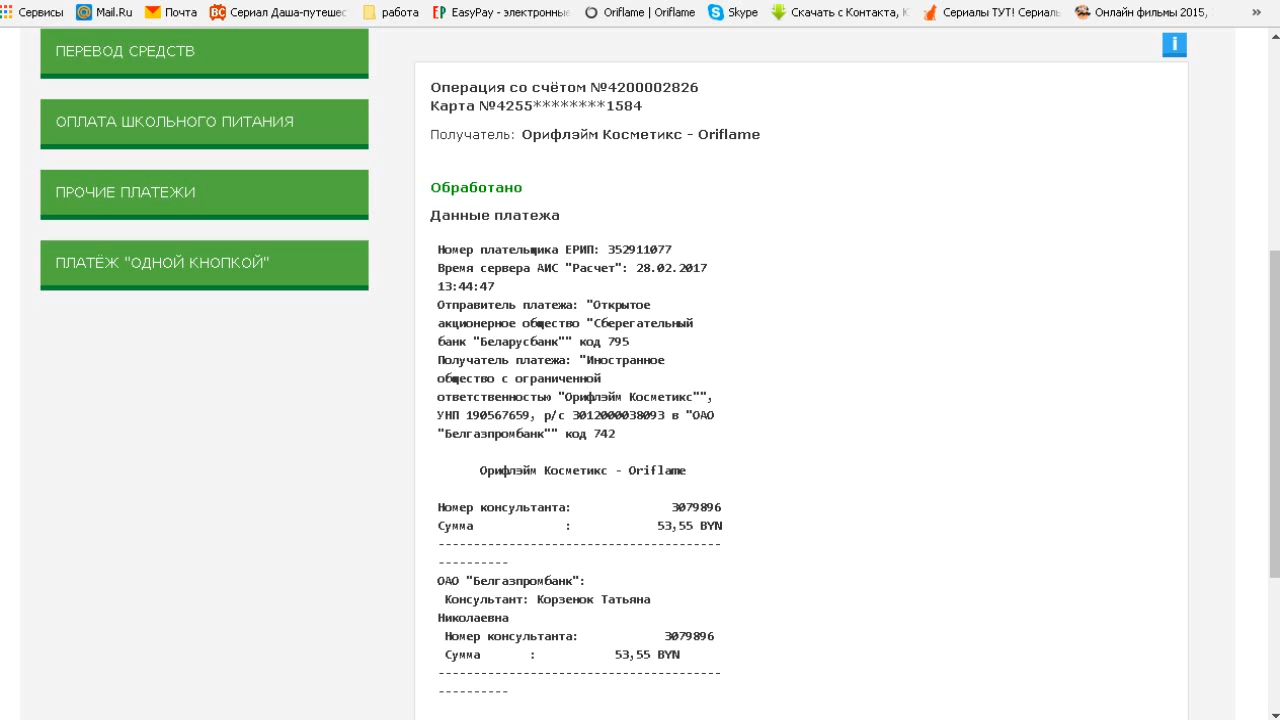 Сервисы Mail.Ru Почта Сериал Даша-путешес работа EasyPay - электронные Oriflame | Oriflame Skype Скачать с Контакта, К Сериалы ТУТ! Сериаль Онлайн фильмы 2015, »
ПЕРЕВОД СРЕДСТВ
ОПЛАТА ШКОЛЬНОГО ПИТАНИЯ
ПРОЧИЕ ПЛАТЕЖИ
ПЛАТЁЖ "ОДНОЙ КНОПКОЙ"
i
Операция со счётом №4200002826
Карта №4255********1584
Получатель: Орифлэйм Косметикс - Oriflame
Обработано
Данные платежа
Номер плательщика ЕРИП: 352911077
Время сервера АИС "Расчет": 28.02.2017
13:44:47
Отправитель платежа: "Открытое
акционерное общество "Сберегательный
банк "Беларусбанк"" код 795
Получатель платежа: "Иностранное
общество с ограниченной
ответственностью "Орифлэйм Косметикс"",
УНП 190567659, р/с 3012000038093 в "ОАО
"Белгазпромбанк"" код 742
Орифлэйм Косметикс - Oriflame
Номер консультанта: 3079896
Сумма : 53,55 BYN
----------------------------------------
----------
ОАО "Белгазпромбанк":
Консультант: Корзенок Татьяна
Николаевна
Номер консультанта: 3079896
Сумма : 53,55 BYN
----------------------------------------
----------